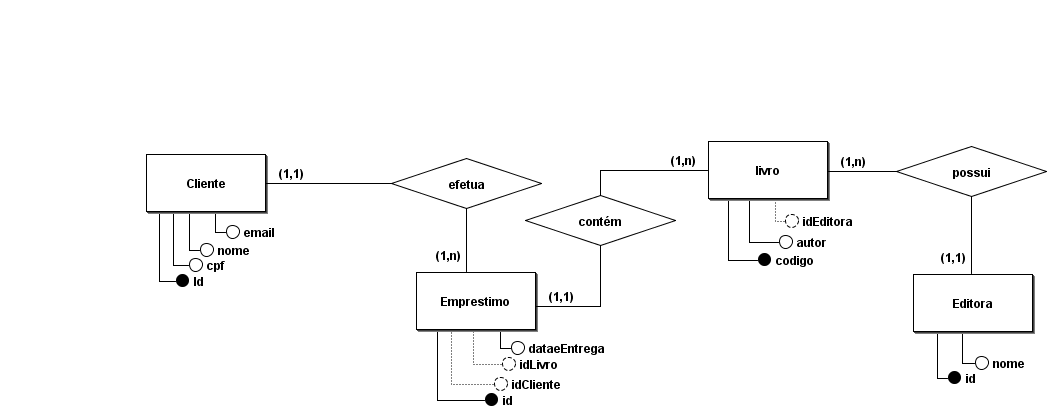 Cliente
(1,1)
efetua
(1,n)
email
nome
cpf
id
Emprestimo
(1,1)
dataeEntrega
idLivro
idCliente
id
contém
(1,n)
livro
(1,n)
idEditora
autor
codigo
possui
(1,1)
Editora
nome
id